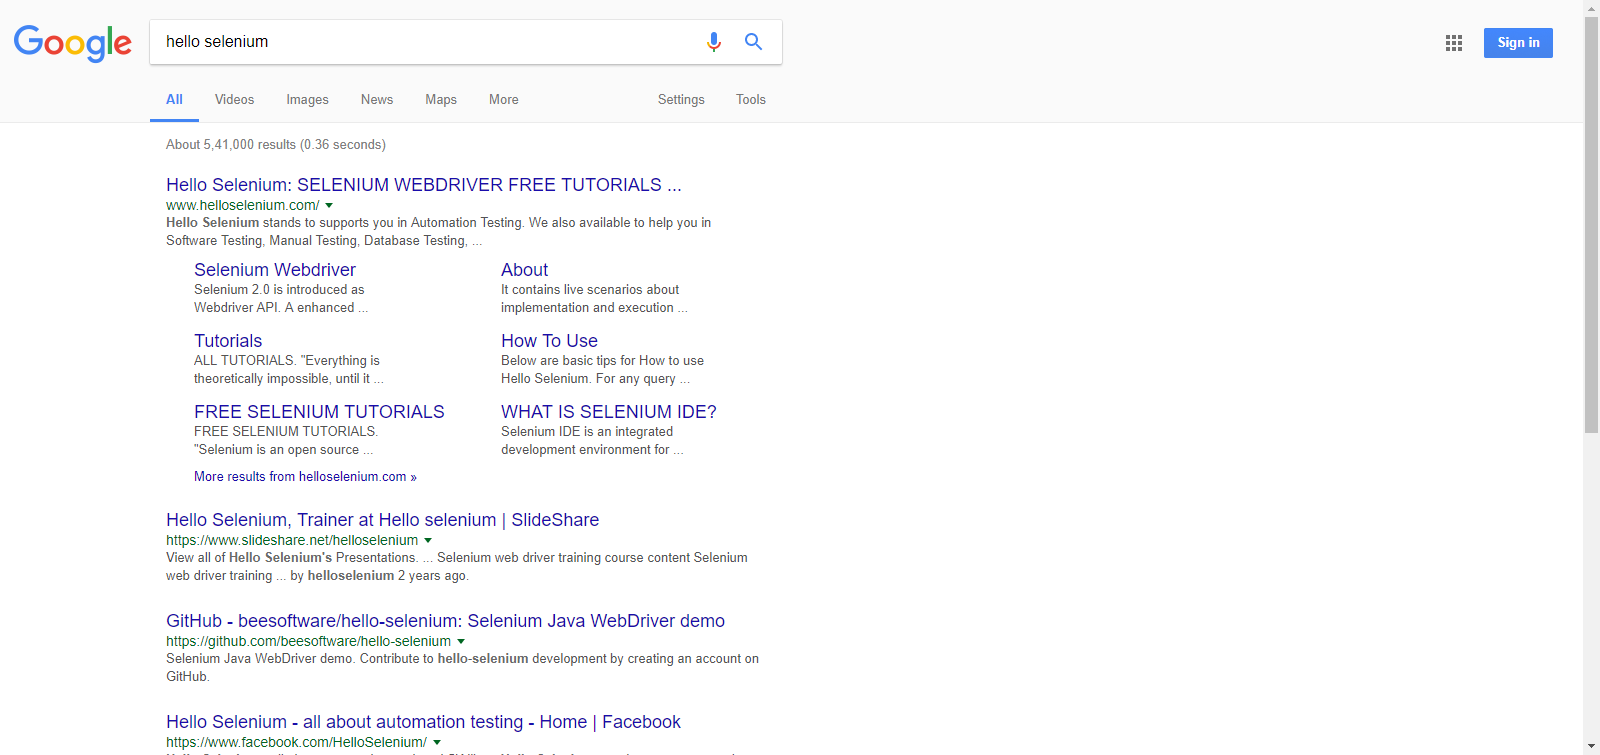 Google
hello selenium
Sign in
All Videos Images News Maps More Settings Tools
About 5,41,000 results (0.36 seconds)
Hello Selenium: SELENIUM WEBDRIVER FREE TUTORIALS ...
www.helloselenium.com/
Hello Selenium stands to supports you in Automation Testing. We also available to help you in
Software Testing, Manual Testing, Database Testing, ...
Selenium Webdriver
Selenium 2.0 is introduced as
Webdriver API. A enhanced ...
About
It contains live scenarios about
implementation and execution ...
Tutorials
ALL TUTORIALS. "Everything is
theoretically impossible, until it ...
How To Use
Below are basic tips for How to use
Hello Selenium. For any query ...
FREE SELENIUM TUTORIALS
FREE SELENIUM TUTORIALS.
"Selenium is an open source ...
WHAT IS SELENIUM IDE?
Selenium IDE is an integrated
development environment for ...
More results from helloselenium.com »
Hello Selenium, Trainer at Hello selenium | SlideShare
https://www.slideshare.net/helloselenium
View all of Hello Selenium's Presentations. ... Selenium web driver training course content Selenium
web driver training ... by helloselenium 2 years ago.
GitHub - beesoftware/hello-selenium: Selenium Java WebDriver demo
https://github.com/beesoftware/hello-selenium
Selenium Java WebDriver demo. Contribute to hello-selenium development by creating an account on
GitHub.
Hello Selenium - all about automation testing - Home | Facebook
https://www.facebook.com/HelloSelenium/